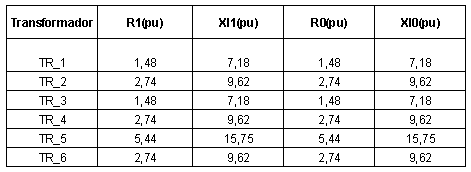 Transformador R1(pu) Xl1(pu) R0(pu) Xl0(pu)
TR_1 1,48 7,18 1,48 7,18
TR_2 2,74 9,62 2,74 9,62
TR_3 1,48 7,18 1,48 7,18
TR_4 2,74 9,62 2,74 9,62
TR_5 5,44 15,75 5,44 15,75
TR_6 2,74 9,62 2,74 9,62